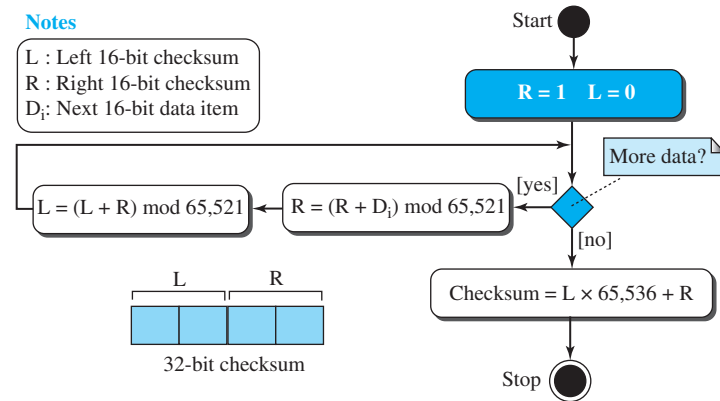 Notes
L : Left 16-bit checksum
R : Right 16-bit checksum
Dᵢ: Next 16-bit data item
Start
R = 1 L = 0
More data?
[yes]
R = (R + Dᵢ) mod 65,521
L = (L + R) mod 65,521
[no]
Checksum = L × 65,536 + R
L R
32-bit checksum
Stop